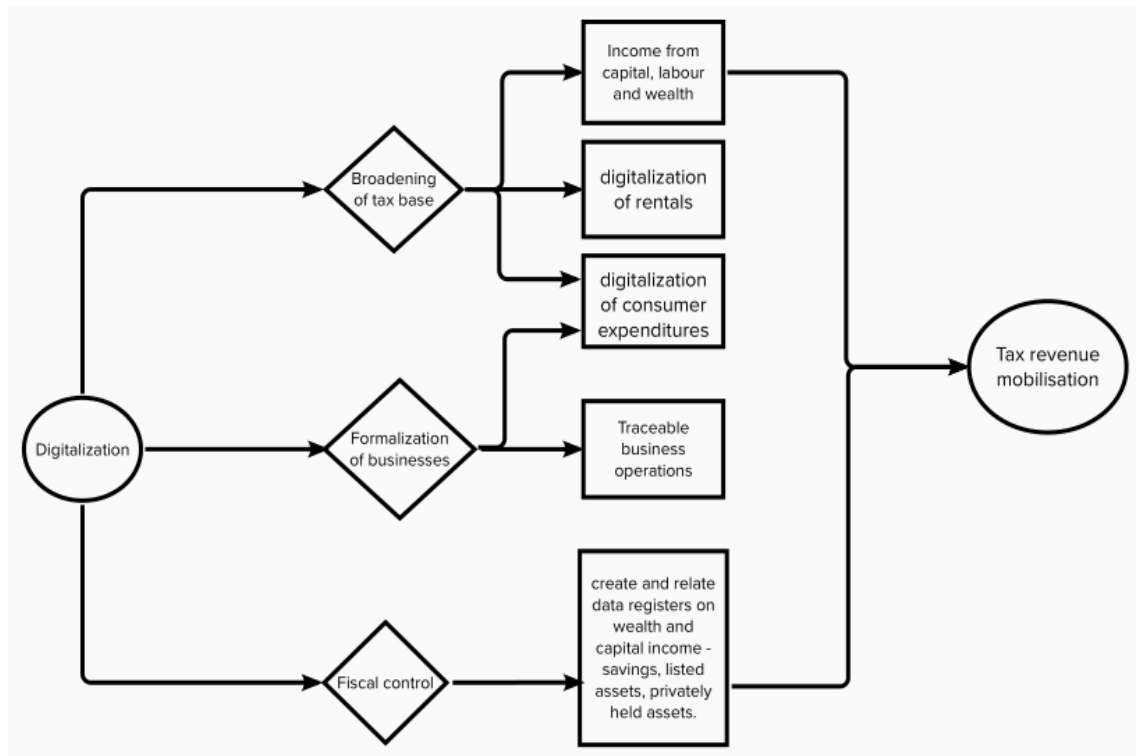 Income from
capital, labour
and wealth
Broadening
of tax base
digitalization
of rentals
digitalization
of consumer
expenditures
Tax revenue
mobilisation
Digitalization
Formalization
of businesses
Traceable
business
operations
create and relate
data registers on
wealth and
capital income -
savings, listed
assets, privately
held assets.
Fiscal control